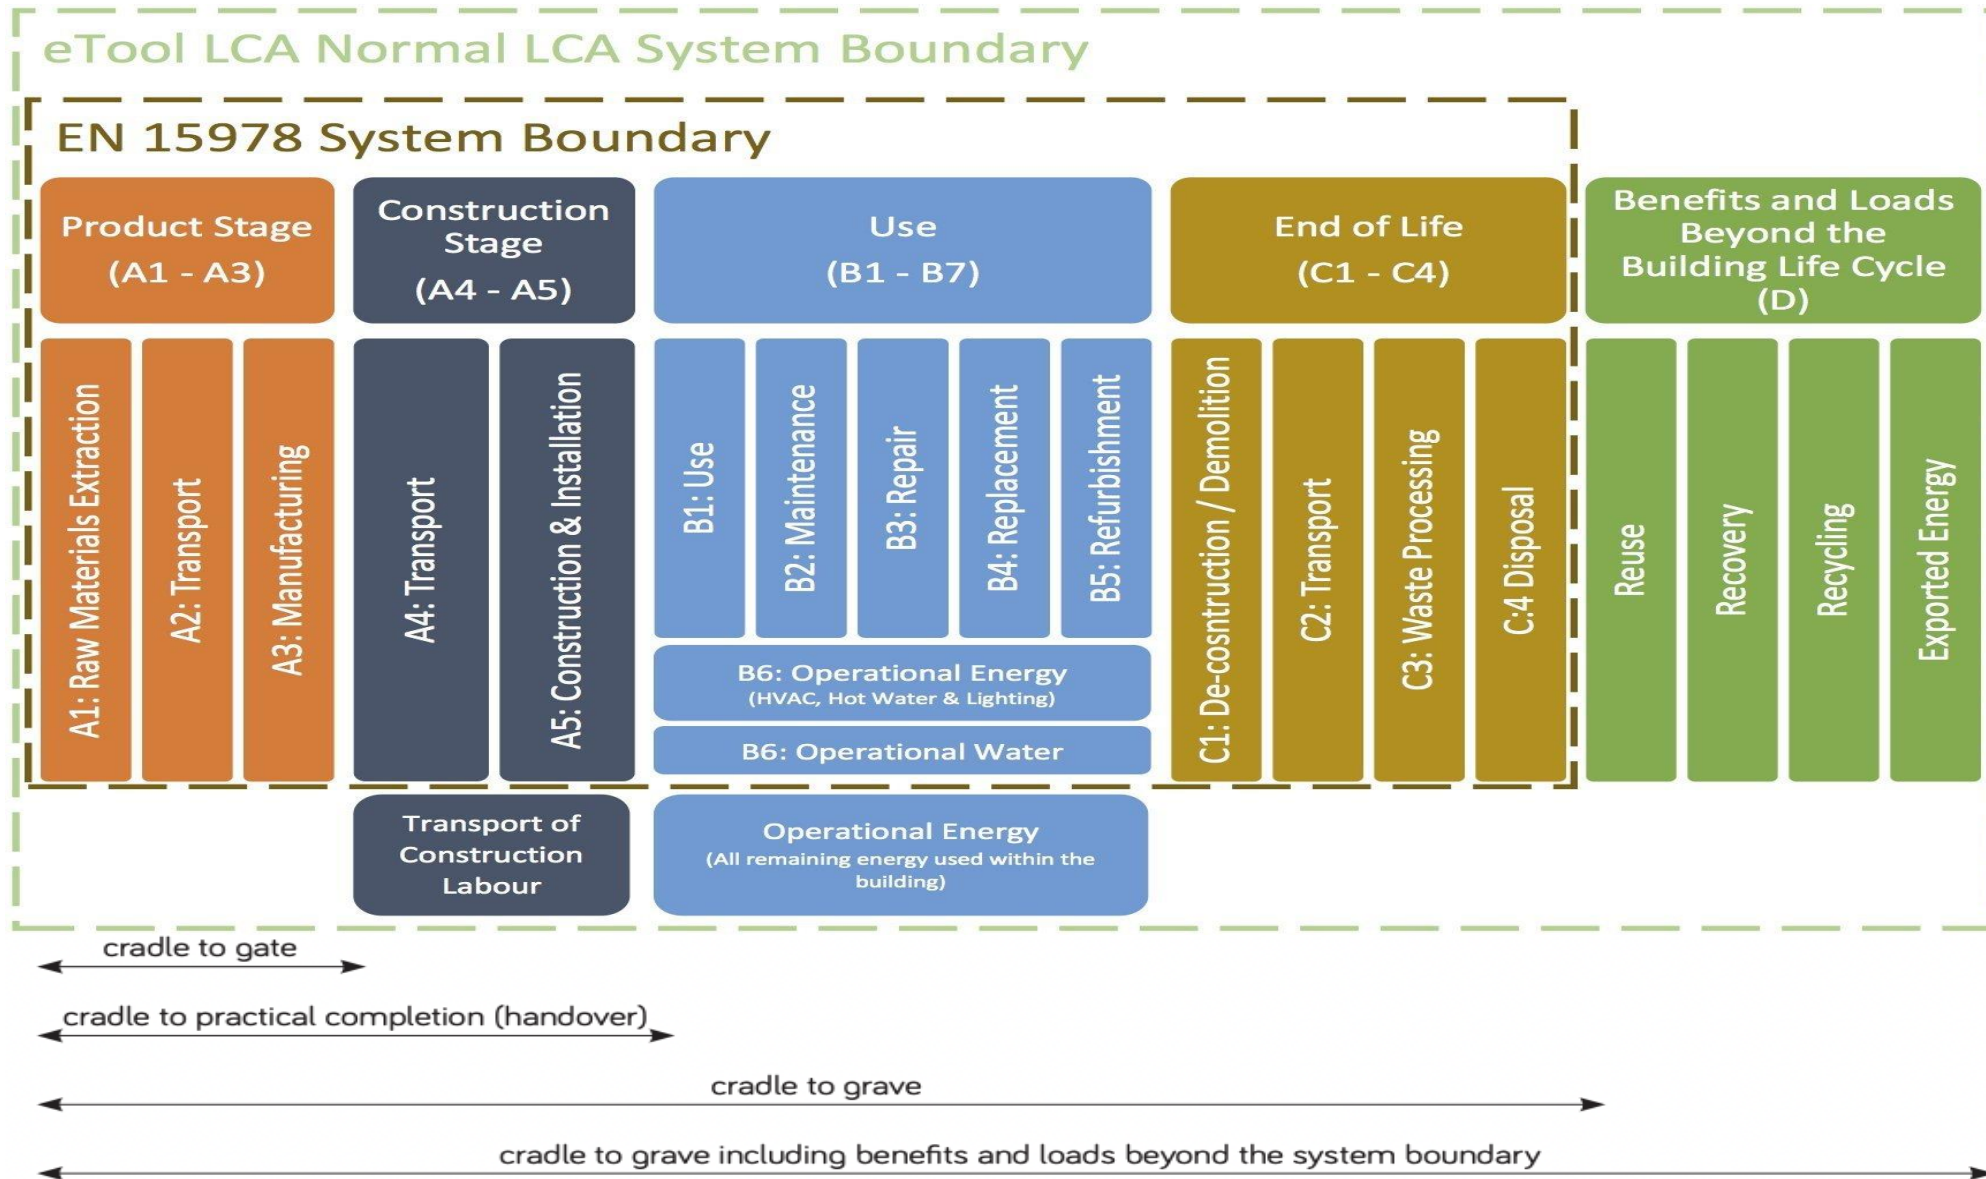 eTool LCA Normal LCA System Boundary
EN 15978 System Boundary
Product Stage
(A1 - A3)
Construction
Stage
(A4 - A5)
Use
(B1 - B7)
End of Life
(C1 - C4)
Benefits and Loads
Beyond the
Building Life Cycle
(D)
A1: Raw Materials Extraction
A2: Transport
A3: Manufacturing
A4: Transport
A5: Construction & Installation
B1: Use
B2: Maintenance
B3: Repair
B4: Replacement
B5: Refurbishment
B6: Operational Energy
(HVAC, Hot Water & Lighting)
B6: Operational Water
C1: De-cosntruction / Demolition
C2: Transport
C3: Waste Processing
C:4 Disposal
Reuse
Recovery
Recycling
Exported Energy
Transport of
Construction
Labour
Operational Energy
(All remaining energy used within the
building)
cradle to gate
cradle to practical completion (handover)
cradle to grave
cradle to grave including benefits and loads beyond the system boundary